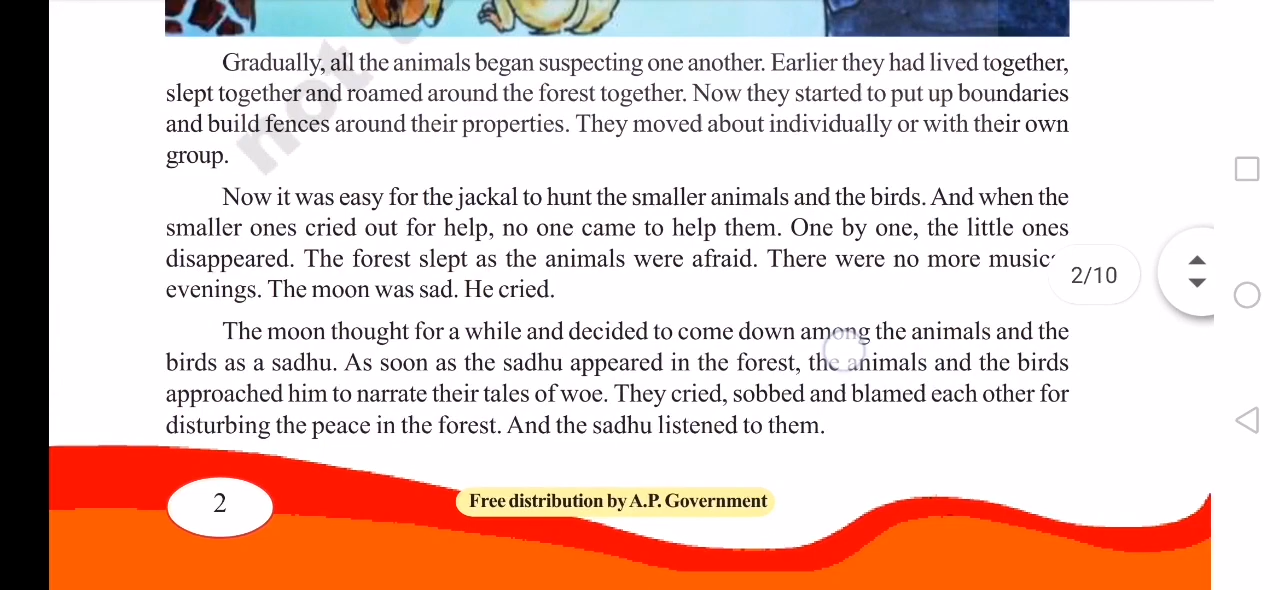 Gradually, all the animals began suspecting one another. Earlier they had lived together,
slept together and roamed around the forest together. Now they started to put up boundaries
and build fences around their properties. They moved about individually or with their own
group.
Now it was easy for the jackal to hunt the smaller animals and the birds. And when the
smaller ones cried out for help, no one came to help them. One by one, the little ones
disappeared. The forest slept as the animals were afraid. There were no more
evenings. The moon was sad. He cried.
The moon thought for a while and decided to come down among the animals and the
birds as a sadhu. As soon as the sadhu appeared in the forest, the animals and the birds
approached him to narrate their tales of woe. They cried, sobbed and blamed each other for
disturbing the peace in the forest. And the sadhu listened to them.
2
Free distribution by A.P. Government
2/10
not